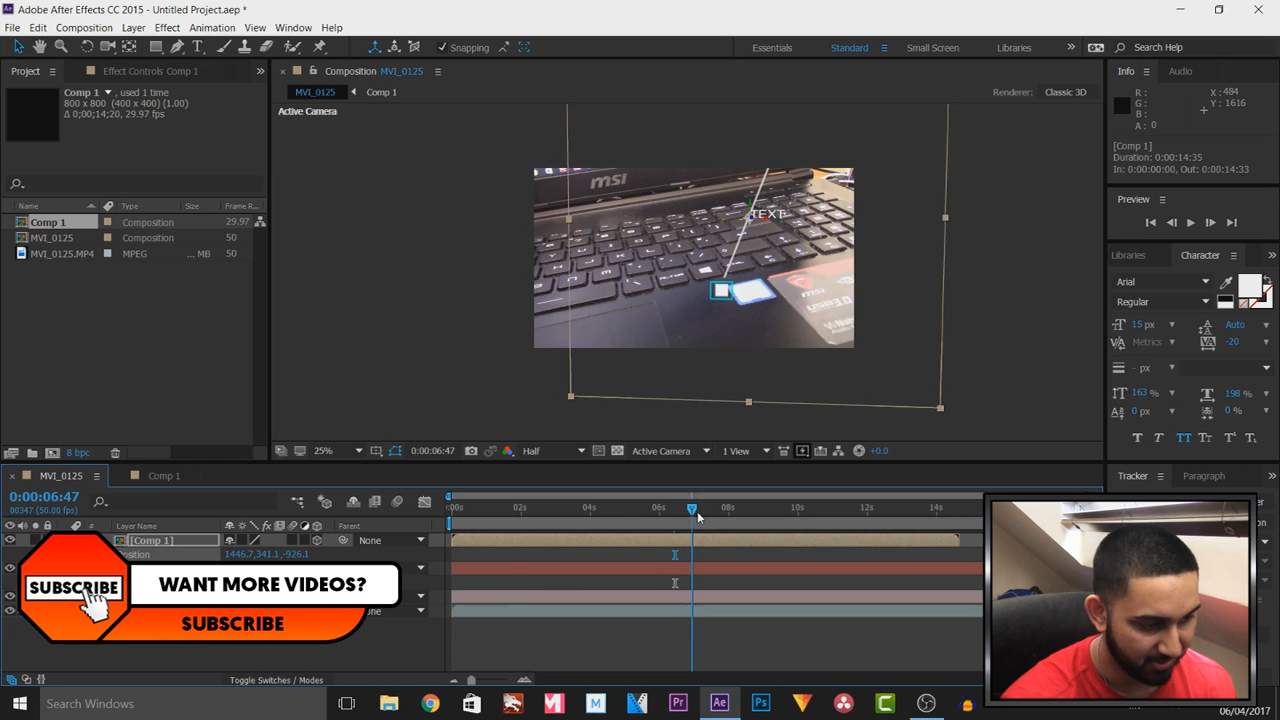 Adobe After Effects CC 2015 - Untitled Project.aep *
File Edit Composition Layer Effect Animation View Window Help
Snapping
Essentials Standard Small Screen Libraries Search Help
Project Effect Controls Comp 1
Composition MVI_0125
Info Audio
Comp 1 , used 1 time
800 x 800 (400 x 400) (1.00)
Δ 0;00;14;20, 29.97 fps
MVI_0125 Comp 1
Renderer: Classic 3D
Active Camera
R :
G :
B :
A : 0
X : 484
Y : 1616
[Comp 1]
Duration: 0:00:14:35
In: 0:00:00:00, Out: 0:00:14:33
Preview
Name Type Size Frame R...
Comp 1 Composition 29.97
MVI_0125 Composition 50
MVI_0125.MP4 MPEG ... MB 50
msi
TEXT
Libraries Character
Arial
Regular
15 px Auto
Metrics -20
- px
163 % 198 %
0 px 0 %
8 bpc
25% 0:00:06:47 Half Active Camera 1 View +0.0
MVI_0125 Comp 1
Tracker Paragraph
0:00:06:47
00347 (50.00 fps)
:00s 02s 04s 06s 08s 10s 12s 14s
# Layer Name Parent
[Comp 1] None
Position 1446.7,341.1,-926.1
SUBSCRIBE
WANT MORE VIDEOS?
SUBSCRIBE
Toggle Switches / Modes
Search Windows
Pr Ae Ps
06/04/2017